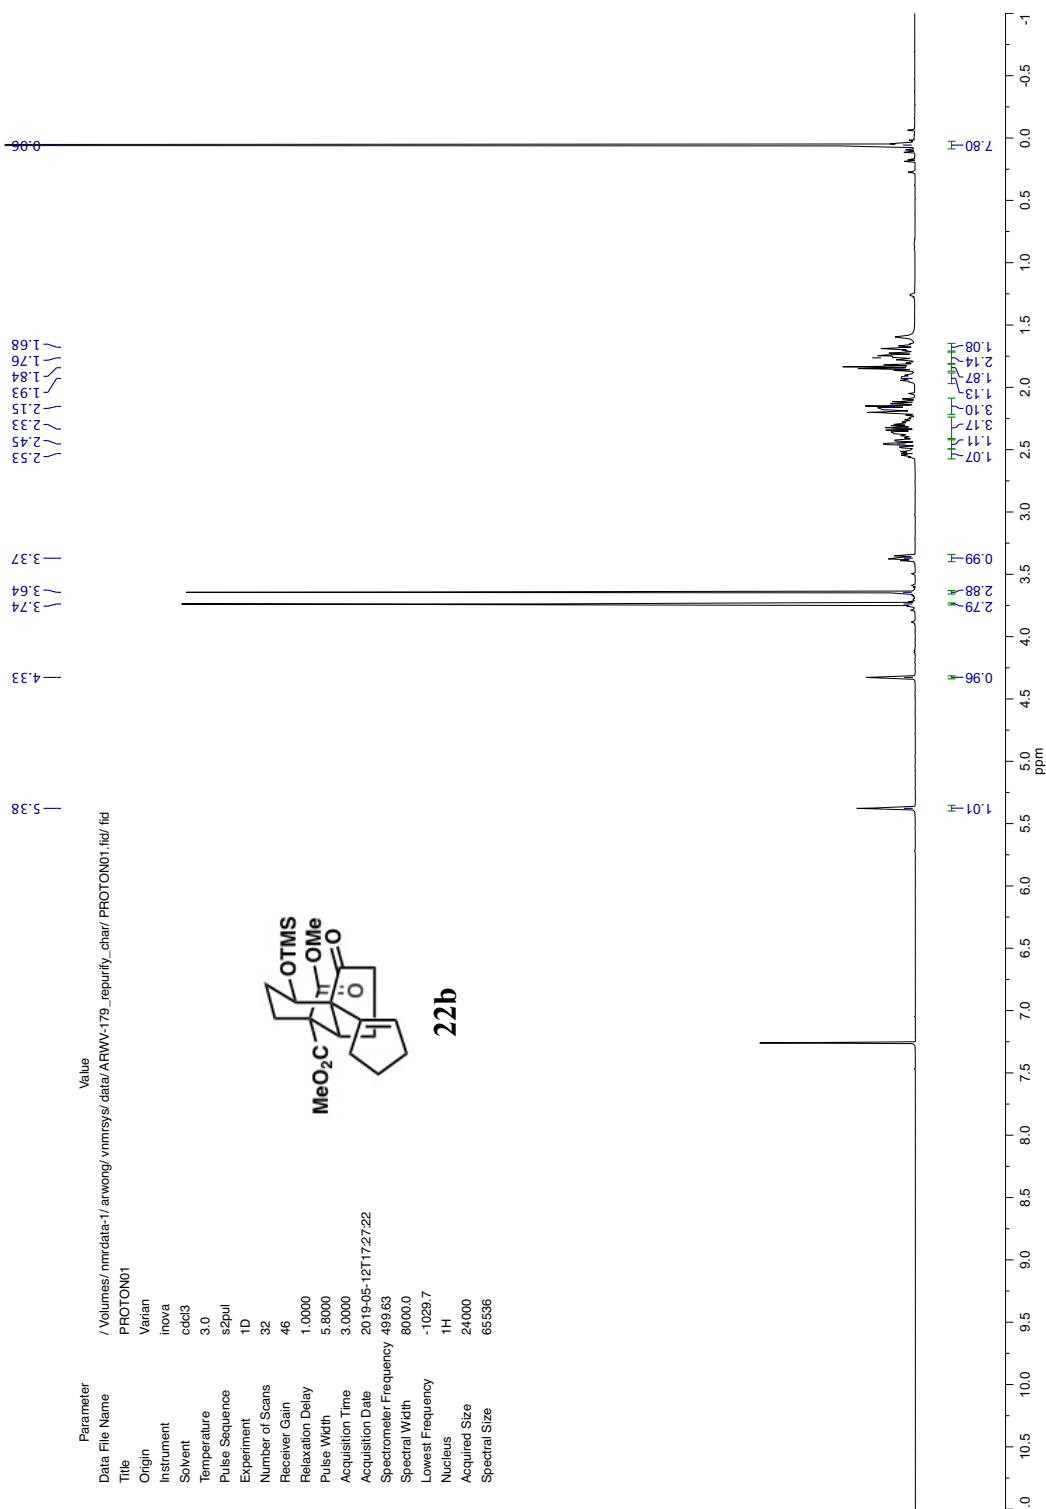 Parameter Value
Data File Name / Volumes/ nmrdata-1/ arwong/ vnmrsys/ data/ ARWV-179_repurify_char/ PROTON01.fid/ fid
Title PROTON01
Origin Varian
Instrument inova
Solvent cdcl3
Temperature 3.0
Pulse Sequence s2pul
Experiment 1D
Number of Scans 32
Receiver Gain 46
Relaxation Delay 1.0000
Pulse Width 5.8000
Acquisition Time 3.0000
Acquisition Date 2019-05-12T17:27:22
Spectrometer Frequency 499.63
Spectral Width 8000.0
Lowest Frequency -1029.7
Nucleus 1H
Acquired Size 24000
Spectral Size 65536
OTMS
OMe
O
O
MeO2C
22b
5.38
4.33
3.74
3.64
3.37
2.53
2.45
2.33
2.15
1.93
1.84
1.76
1.68
0.06
1.01
0.96
2.79
2.88
0.99
1.07
1.11
3.17
3.10
1.13
1.87
2.14
1.08
7.80
.0 10.5 10.0 9.5 9.0 8.5 8.0 7.5 7.0 6.5 6.0 5.5 5.0 4.5 4.0 3.5 3.0 2.5 2.0 1.5 1.0 0.5 0.0 -0.5 -1
ppm